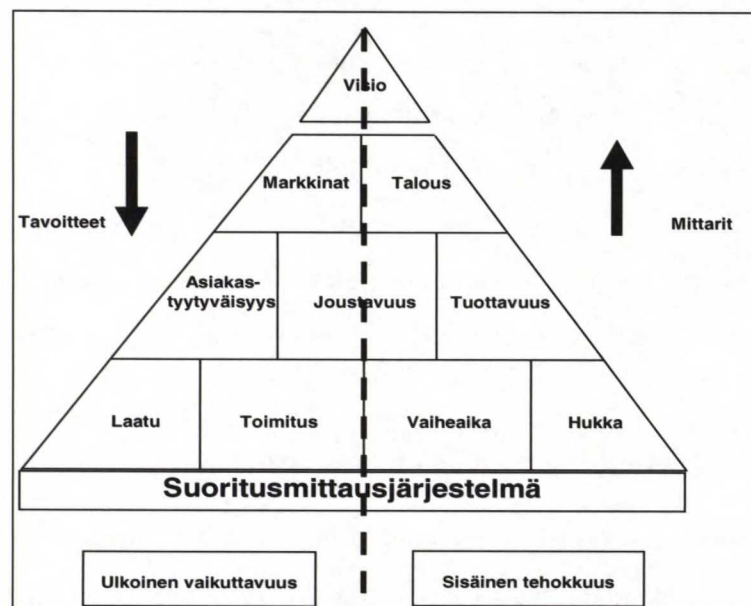 Visio
Markkinat
Talous
Tavoitteet
Mittarit
Asiakas-
tyytyväisyys
Joustavuus
Tuottavuus
Laatu
Toimitus
Vaiheaika
Hukka
Suoritusmittausjärjestelmä
Ulkoinen vaikuttavuus
Sisäinen tehokkuus